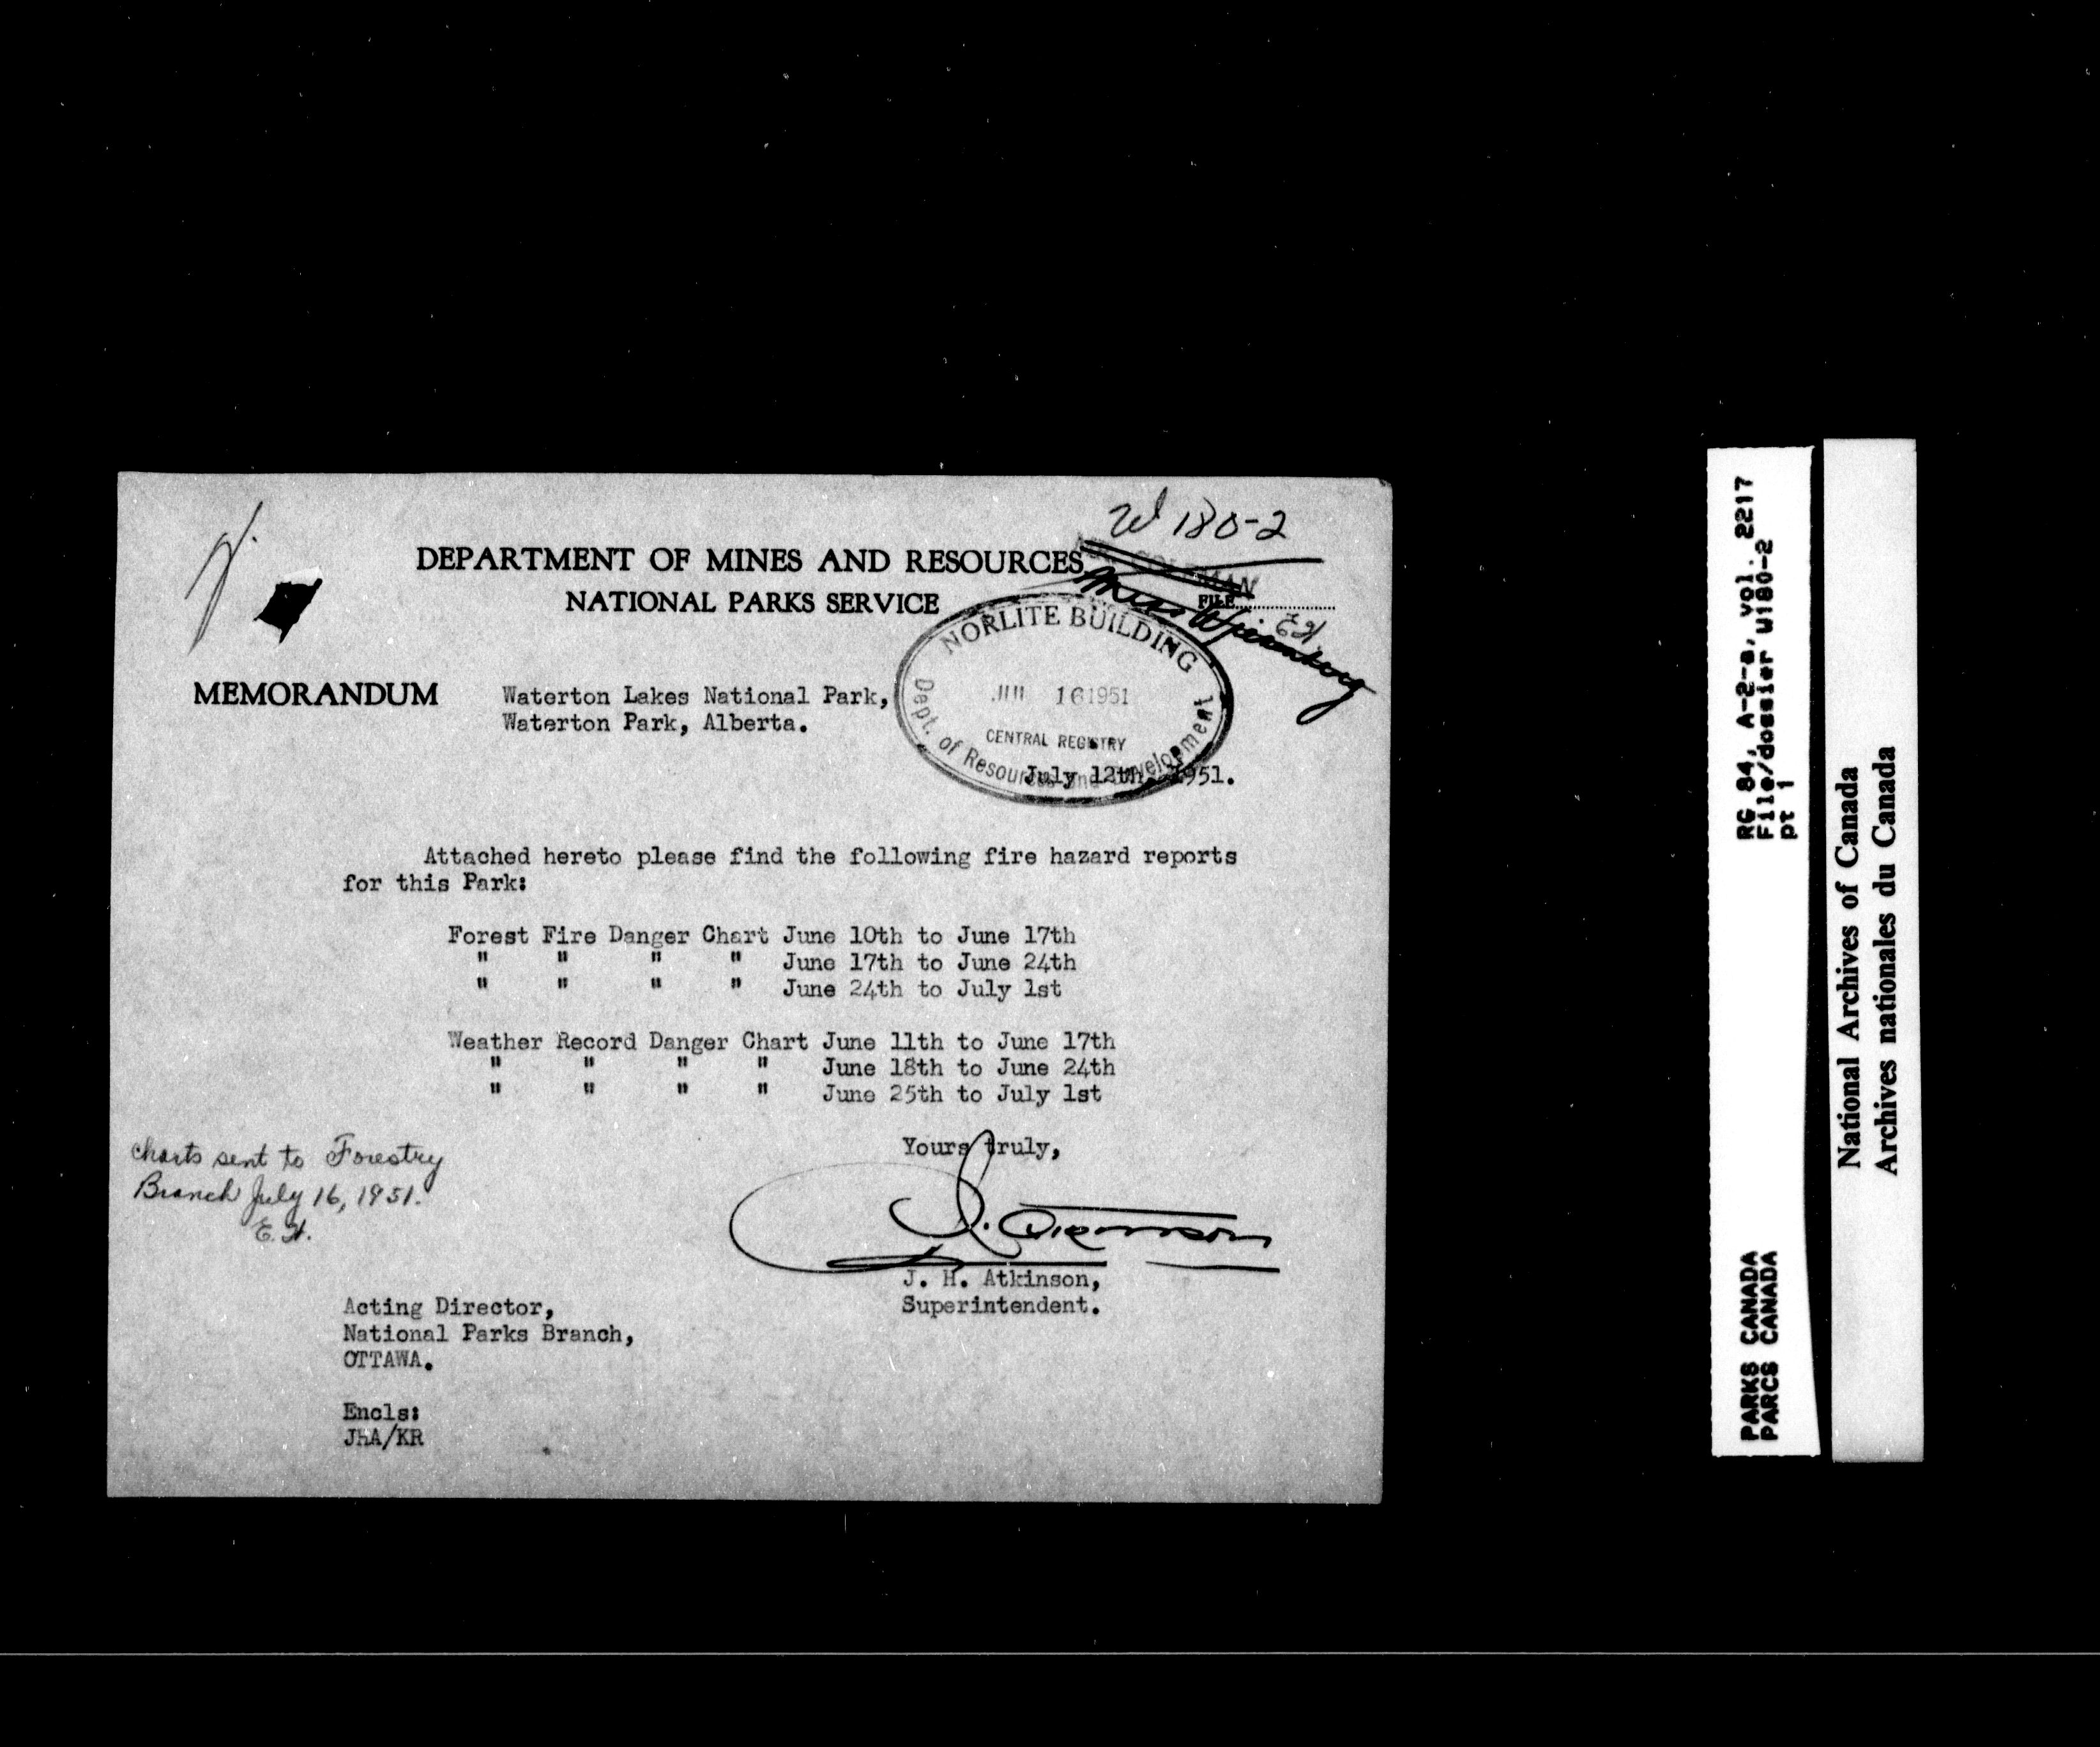 W 180-2
DEPARTMENT OF MINES AND RESOURCES
NATIONAL PARKS SERVICE
FILE
Miss
E.H.
NORLITE BUILDING
JUL 16 1951
CENTRAL REGISTRY
Dept. of Resources and Development
MEMORANDUM
Waterton Lakes National Park,
Waterton Park, Alberta.
July 12th, 1951.
Attached hereto please find the following fire hazard reports
for this Park:
Forest Fire Danger Chart June 10th to June 17th
" " " " June 17th to June 24th
" " " " June 24th to July 1st
Weather Record Danger Chart June 11th to June 17th
" " " " June 18th to June 24th
" " " " June 25th to July 1st
Yours truly,
charts sent to Forestry
Branch July 16, 1951.
E. H.
J. H. Atkinson
J. H. Atkinson,
Superintendent.
Acting Director,
National Parks Branch,
OTTAWA.
Encls:
JHA/KR
RG 84, A-2-a, vol. 2217
File/dossier W180-2
pt 1
PARKS CANADA
PARCS CANADA
National Archives of Canada
Archives nationales du Canada